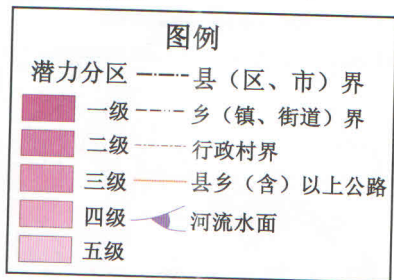 图例
潜力分区 县（区、市）界
一级 乡（镇、街道）界
二级 行政村界
三级 县乡（含）以上公路
四级 河流水面
五级